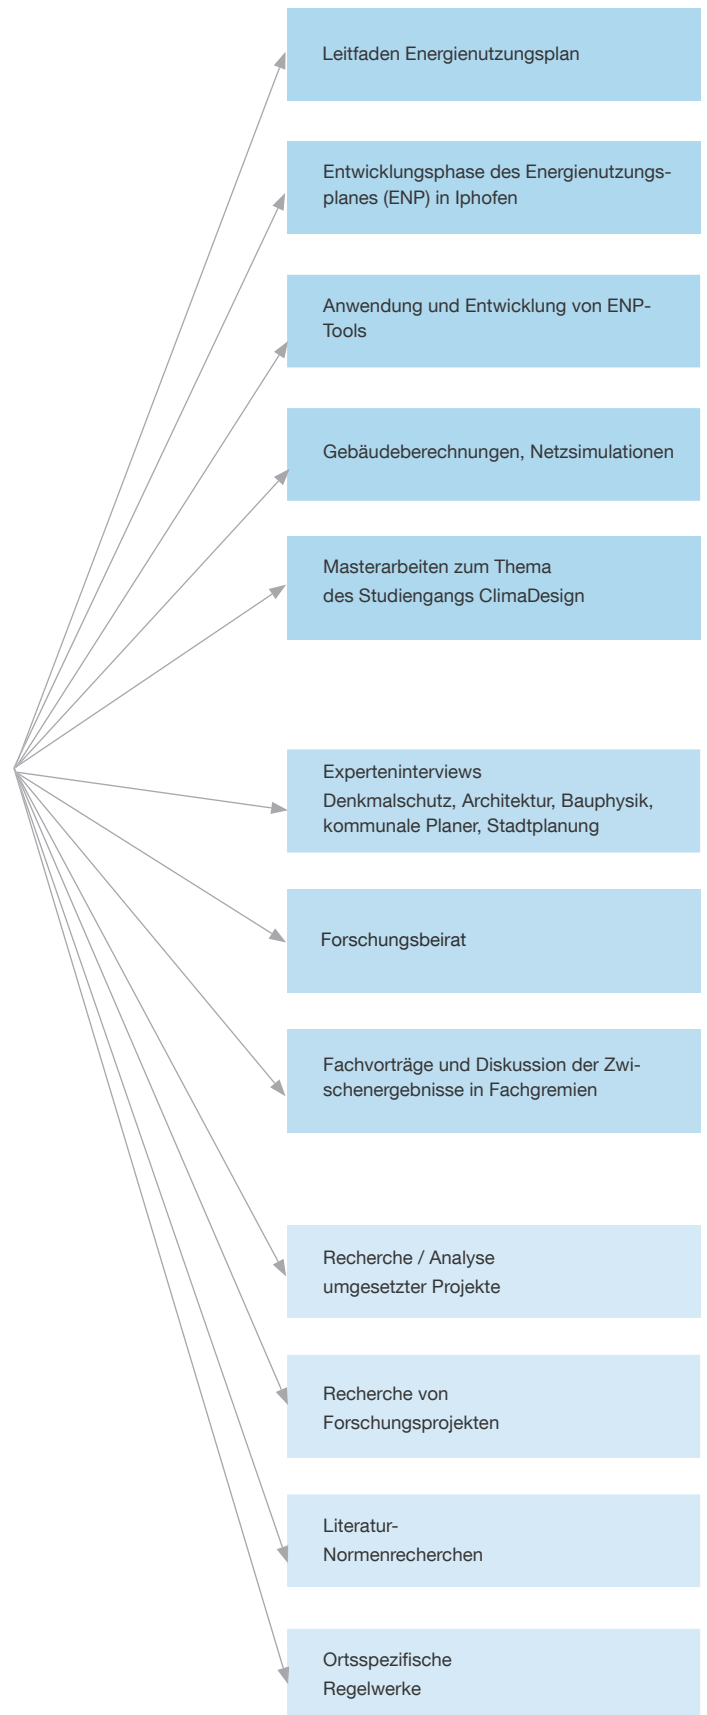 Leitfaden Energienutzungsplan
Entwicklungsphase des Energienutzungs-
planes (ENP) in Iphofen
Anwendung und Entwicklung von ENP-
Tools
Gebäudeberechnungen, Netzsimulationen
Masterarbeiten zum Thema
des Studiengangs ClimaDesign
Experteninterviews
Denkmalschutz, Architektur, Bauphysik,
kommunale Planer, Stadtplanung
Forschungsbeirat
Fachvorträge und Diskussion der Zwi-
schenergebnisse in Fachgremien
Recherche / Analyse
umgesetzter Projekte
Recherche von
Forschungsprojekten
Literatur-
Normenrecherchen
Ortsspezifische
Regelwerke